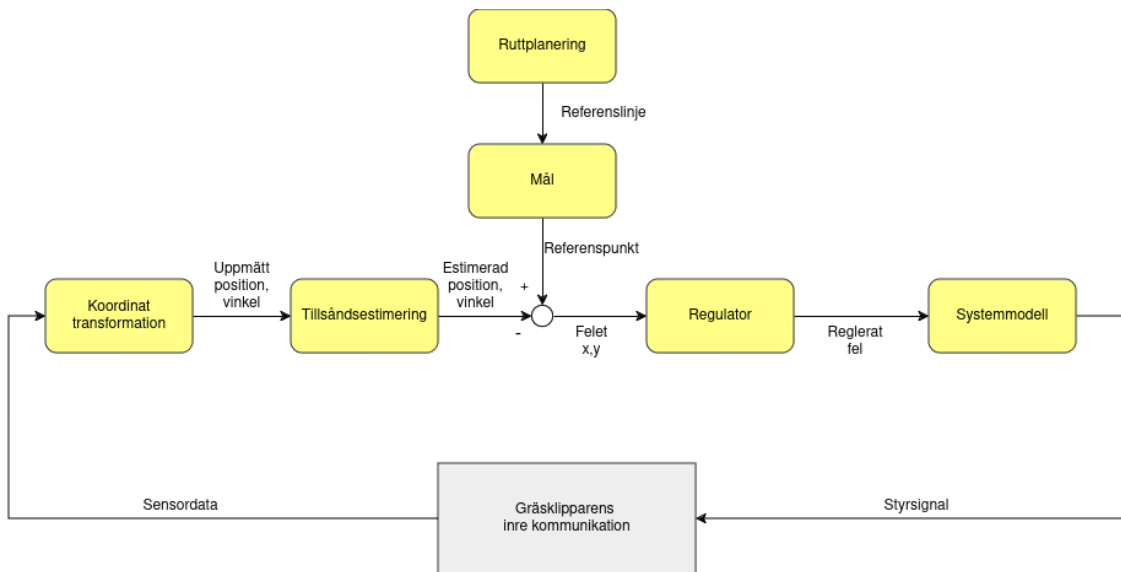 Ruttplanering
Referenslinje
Mål
Referenspunkt
Uppmätt
position,
vinkel
Estimerad
position,
vinkel
+
-
Koordinat
transformation
Tillsåndsestimering
Felet
x,y
Regulator
Reglerat
fel
Systemmodell
Sensordata
Gräsklipparens
inre kommunikation
Styrsignal